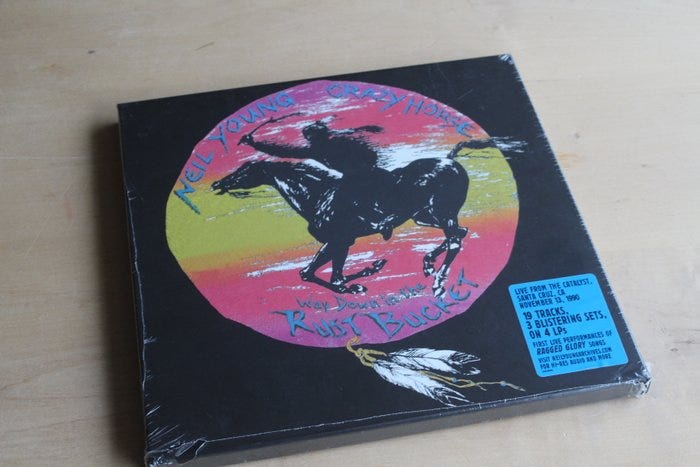 NEIL YOUNG CRAZY HORSE
Way Down in the
RUST BUCKET
LIVE FROM THE CATALYST,
SANTA CRUZ, CA
NOVEMBER 13, 1990
19 TRACKS,
3 BLISTERING SETS,
ON 4 LPs
FIRST LIVE PERFORMANCES OF
RAGGED GLORY SONGS
VISIT NEILYOUNGARCHIVES.COM
FOR HI-RES AUDIO AND MORE